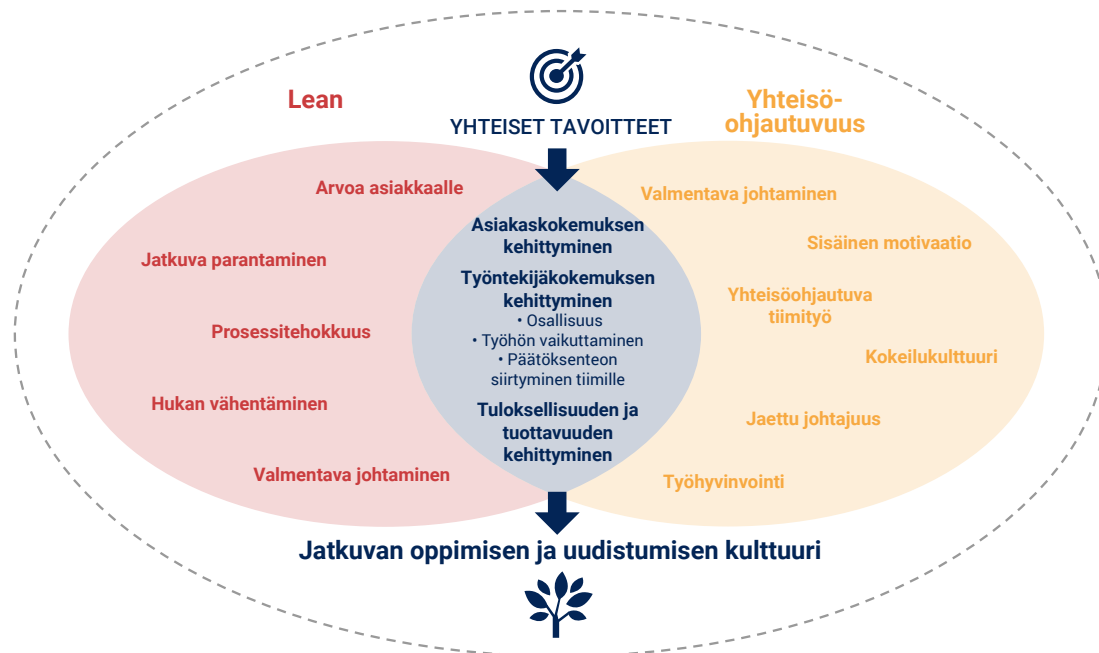 Lean
Yhteisö-
ohjautuvuus
YHTEISET TAVOITTEET
Arvoa asiakkaalle
Jatkuva parantaminen
Prosessitehokkuus
Hukan vähentäminen
Valmentava johtaminen
Asiakaskokemuksen
kehittyminen
Työntekijäkokemuksen
kehittyminen
• Osallisuus
• Työhön vaikuttaminen
• Päätöksenteon
siirtyminen tiimille
Tuloksellisuuden ja
tuottavuuden
kehittyminen
Valmentava johtaminen
Sisäinen motivaatio
Yhteisöohjautuva
tiimityö
Kokeilukulttuuri
Jaettu johtajuus
Työhyvinvointi
Jatkuvan oppimisen ja uudistumisen kulttuuri